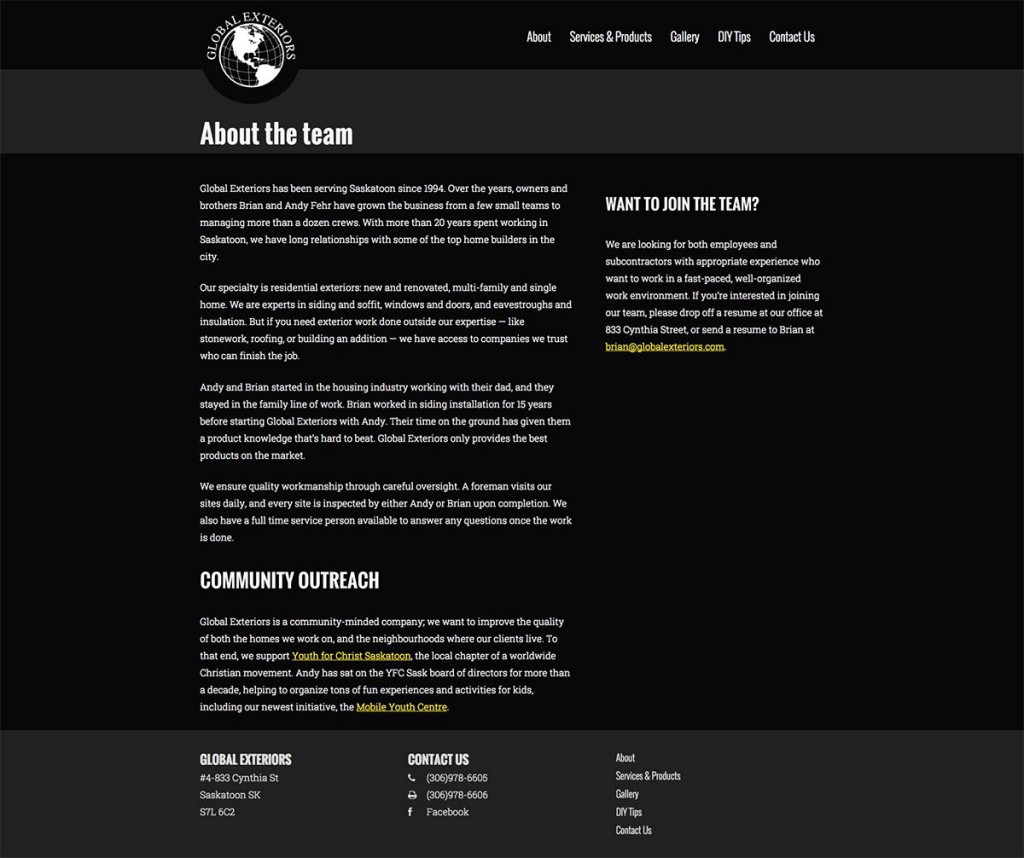 GLOBAL EXTERIORS
About
Services & Products
Gallery
DIY Tips
Contact Us
About the team
Global Exteriors has been serving Saskatoon since 1994. Over the years, owners and
brothers Brian and Andy Fehr have grown the business from a few small teams to
managing more than a dozen crews. With more than 20 years spent working in
Saskatoon, we have long relationships with some of the top home builders in the
city.
Our specialty is residential exteriors: new and renovated, multi-family and single
home. We are experts in siding and soffit, windows and doors, and eavestroughs and
insulation. But if you need exterior work done outside our expertise — like
stonework, roofing, or building an addition — we have access to companies we trust
who can finish the job.
Andy and Brian started in the housing industry working with their dad, and they
stayed in the family line of work. Brian worked in siding installation for 15 years
before starting Global Exteriors with Andy. Their time on the ground has given them
a product knowledge that's hard to beat. Global Exteriors only provides the best
products on the market.
We ensure quality workmanship through careful oversight. A foreman visits our
sites daily, and every site is inspected by either Andy or Brian upon completion. We
also have a full time service person available to answer any questions once the work
is done.
COMMUNITY OUTREACH
Global Exteriors is a community-minded company; we want to improve the quality
of both the homes we work on, and the neighbourhoods where our clients live. To
that end, we support Youth for Christ Saskatoon, the local chapter of a worldwide
Christian movement. Andy has sat on the YFC Sask board of directors for more than
a decade, helping to organize tons of fun experiences and activities for kids,
including our newest initiative, the Mobile Youth Centre.
WANT TO JOIN THE TEAM?
We are looking for both employees and
subcontractors with appropriate experience who
want to work in a fast-paced, well-organized
work environment. If you're interested in joining
our team, please drop off a resume at our office at
833 Cynthia Street, or send a resume to Brian at
brian@globalexteriors.com.
GLOBAL EXTERIORS
#4-833 Cynthia St
Saskatoon SK
S7L 6C2
CONTACT US
(306)978-6605
(306)978-6606
Facebook
About
Services & Products
Gallery
DIY Tips
Contact Us